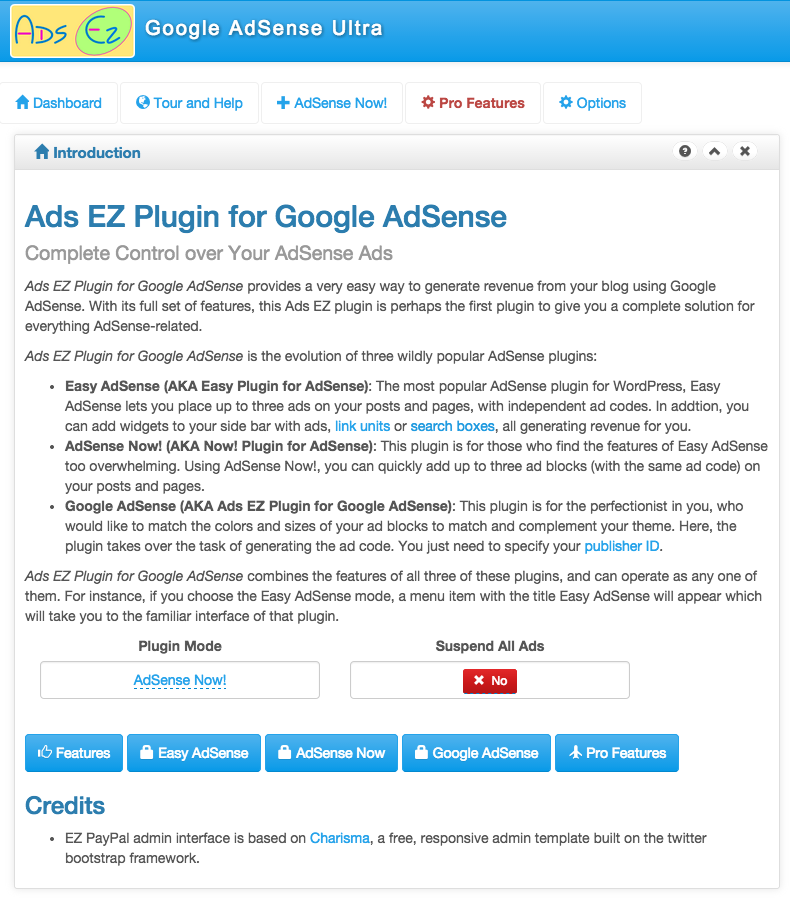 Ads Ez
Google AdSense Ultra
Dashboard
Tour and Help
AdSense Now!
Pro Features
Options
Introduction
Ads EZ Plugin for Google AdSense
Complete Control over Your AdSense Ads
Ads EZ Plugin for Google AdSense provides a very easy way to generate revenue from your blog using Google
AdSense. With its full set of features, this Ads EZ plugin is perhaps the first plugin to give you a complete solution for
everything AdSense-related.
Ads EZ Plugin for Google AdSense is the evolution of three wildly popular AdSense plugins:
• Easy AdSense (AKA Easy Plugin for AdSense): The most popular AdSense plugin for WordPress, Easy
AdSense lets you place up to three ads on your posts and pages, with independent ad codes. In addtion, you
can add widgets to your side bar with ads, link units or search boxes, all generating revenue for you.
• AdSense Now! (AKA Now! Plugin for AdSense): This plugin is for those who find the features of Easy AdSense
too overwhelming. Using AdSense Now!, you can quickly add up to three ad blocks (with the same ad code) on
your posts and pages.
• Google AdSense (AKA Ads EZ Plugin for Google AdSense): This plugin is for the perfectionist in you, who
would like to match the colors and sizes of your ad blocks to match and complement your theme. Here, the
plugin takes over the task of generating the ad code. You just need to specify your publisher ID.
Ads EZ Plugin for Google AdSense combines the features of all three of these plugins, and can operate as any one of
them. For instance, if you choose the Easy AdSense mode, a menu item with the title Easy AdSense will appear which
will take you to the familiar interface of that plugin.
Plugin Mode
Suspend All Ads
AdSense Now!
No
Features
Easy AdSense
AdSense Now
Google AdSense
Pro Features
Credits
• EZ PayPal admin interface is based on Charisma, a free, responsive admin template built on the twitter
bootstrap framework.